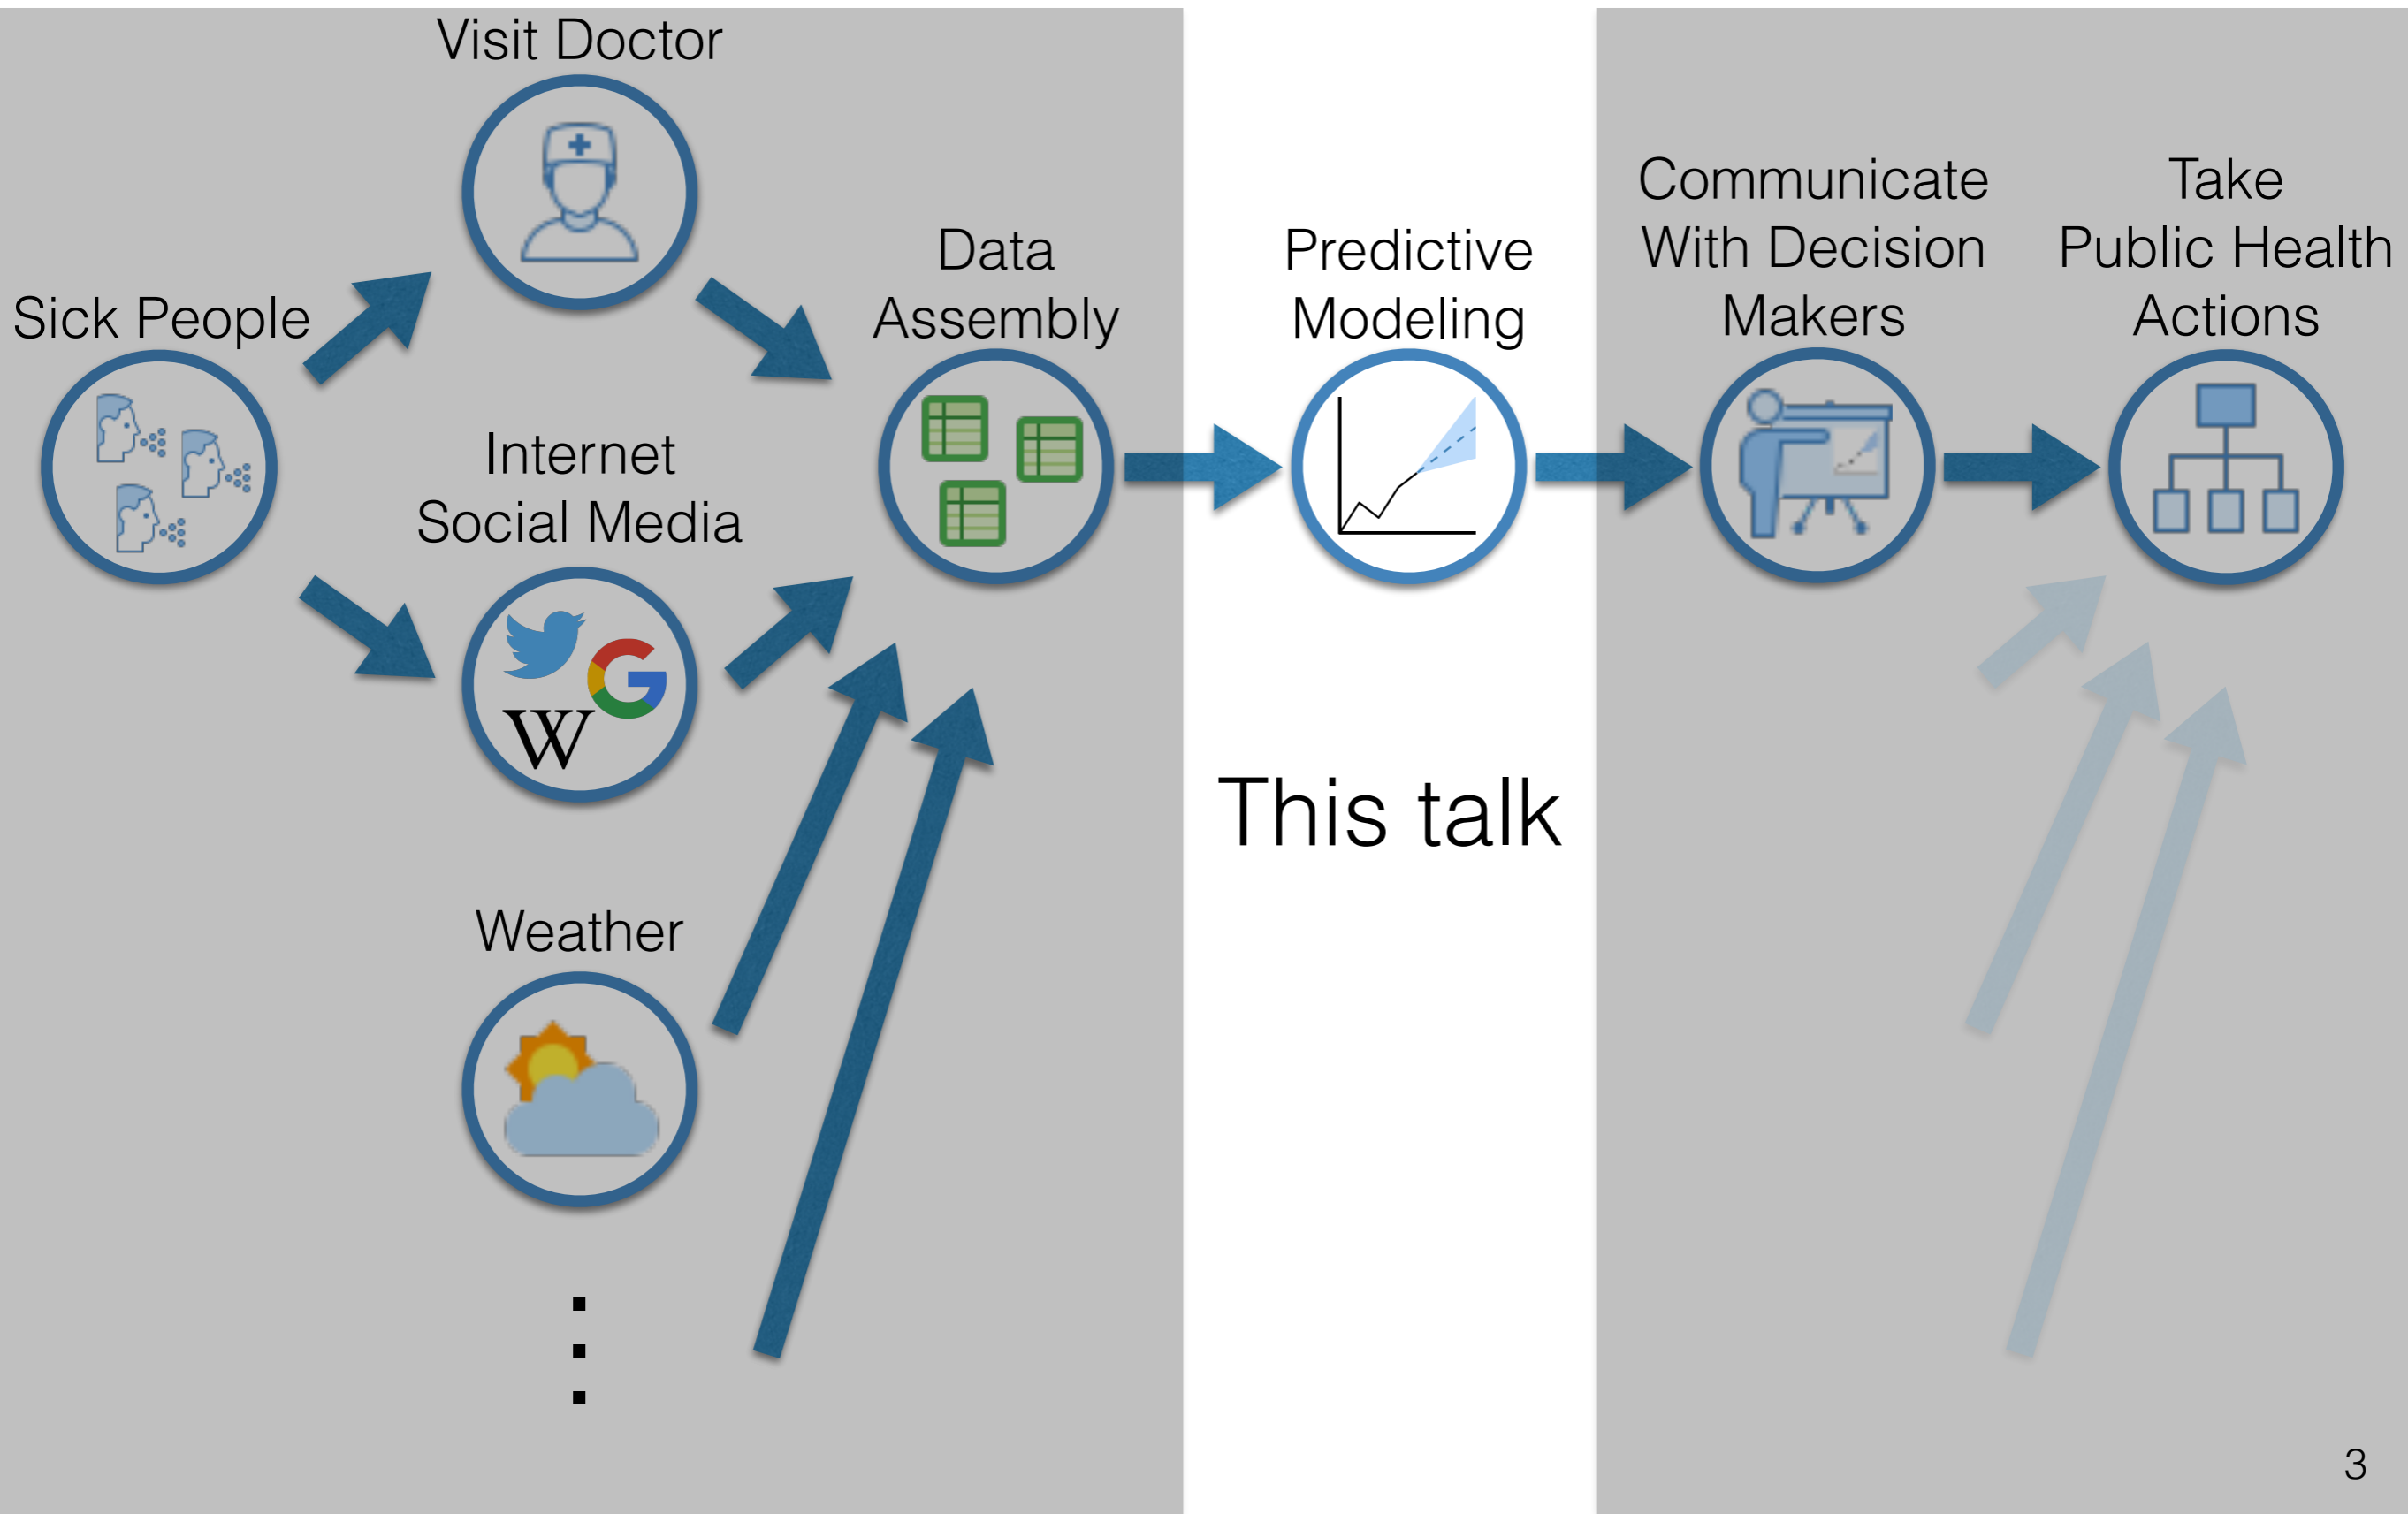 Visit Doctor
Sick People
Internet
Social Media
W
Weather
Data
Assembly
Predictive
Modeling
This talk
Communicate
With Decision
Makers
Take
Public Health
Actions
3